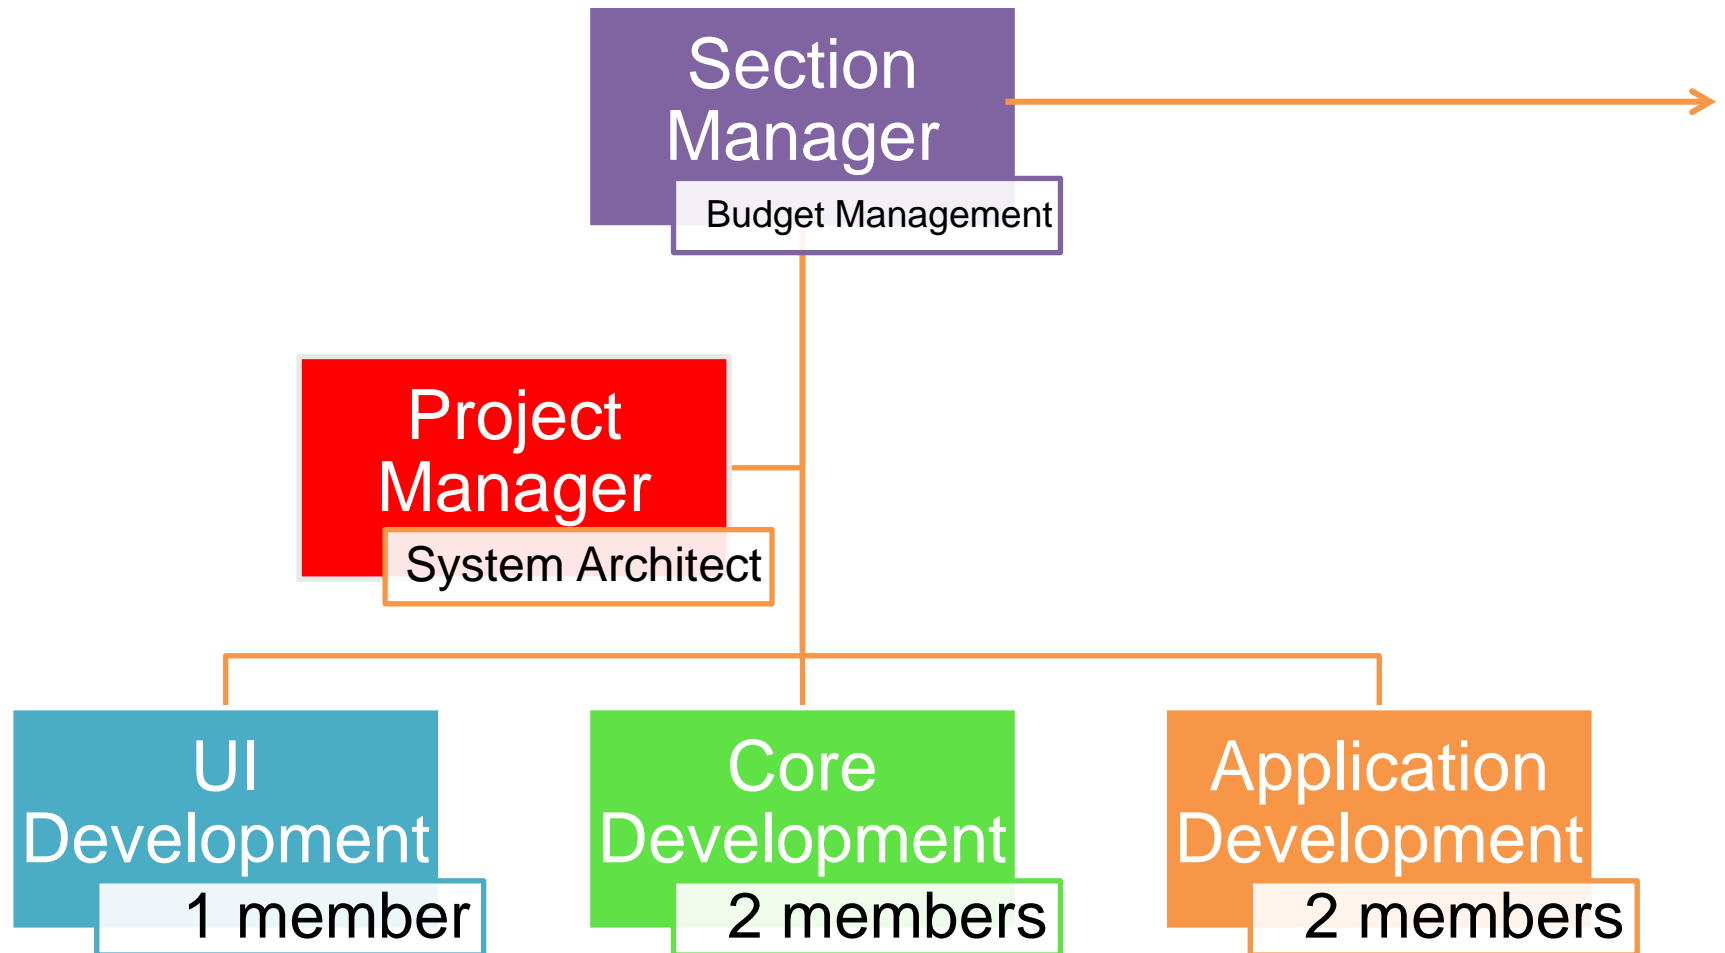 Section
Manager
Budget Management
Project
Manager
System Architect
UI
Development
1 member
Core
Development
2 members
Application
Development
2 members